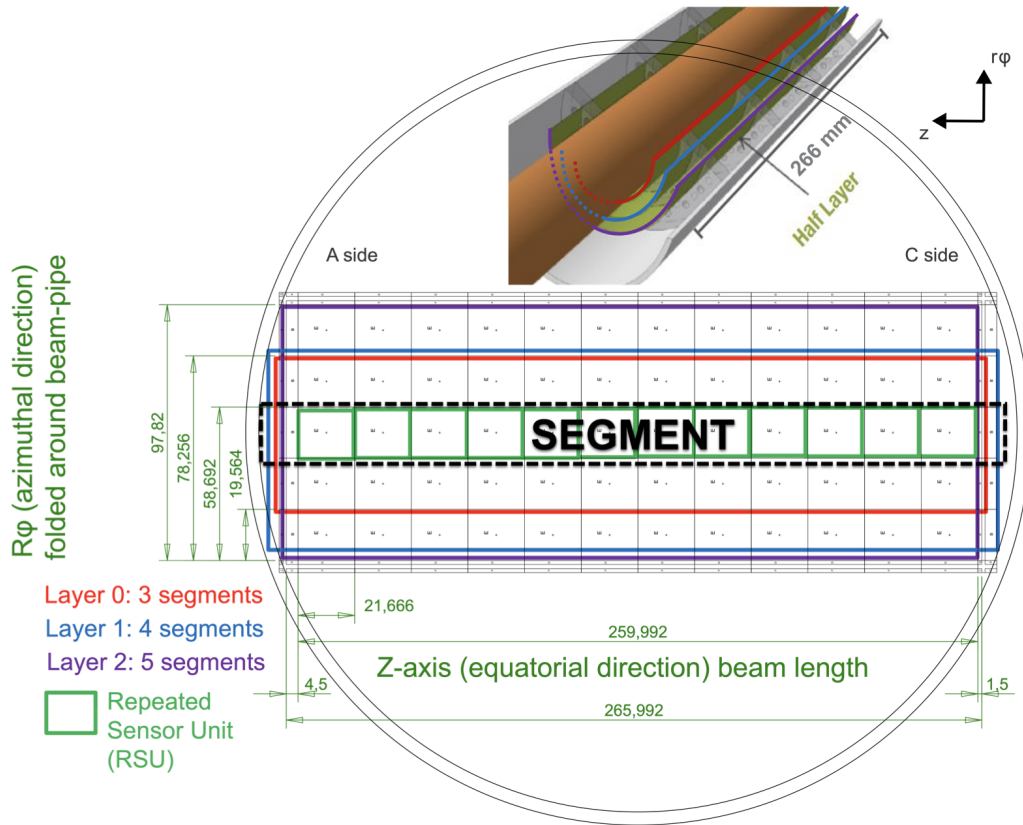 rφ
z
266 mm
Half Layer
A side
C side
Rφ (azimuthal direction)
folded around beam-pipe
97,82
78,256
58,692
19,564
SEGMENT
Layer 0: 3 segments
Layer 1: 4 segments
Layer 2: 5 segments
Repeated
Sensor Unit
(RSU)
21,666
259,992
Z-axis (equatorial direction) beam length
4,5
1,5
265,992